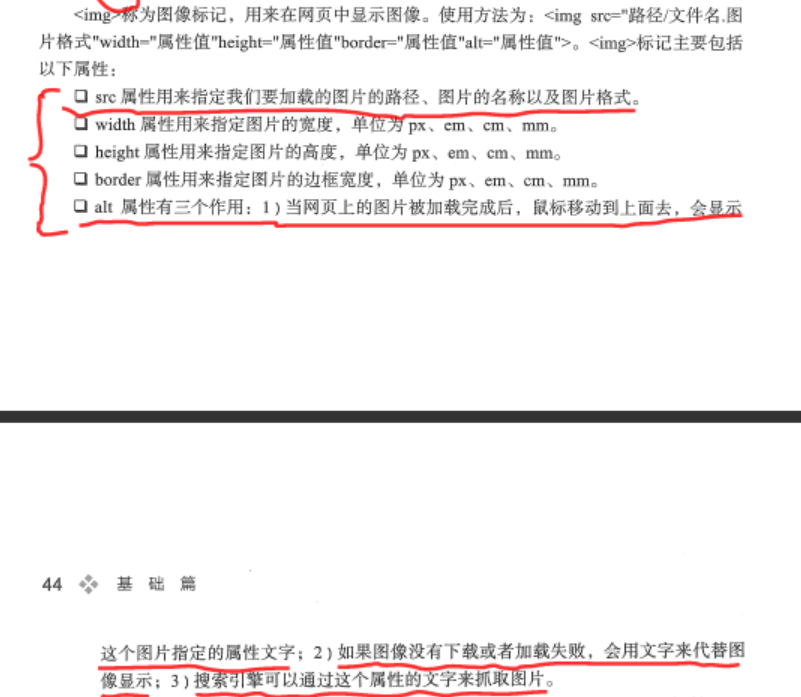 <img>称为图像标记，用来在网页中显示图像。使用方法为：<img src="路径/文件名.图
片格式"width="属性值"height="属性值"border="属性值"alt="属性值">。<img>标记主要包括
以下属性：
❑ src 属性用来指定我们要加载的图片的路径、图片的名称以及图片格式。
❑ width 属性用来指定图片的宽度，单位为 px、em、cm、mm。
❑ height 属性用来指定图片的高度，单位为 px、em、cm、mm。
❑ border 属性用来指定图片的边框宽度，单位为 px、em、cm、mm。
❑ alt 属性有三个作用：1）当网页上的图片被加载完成后，鼠标移动到上面去，会显示
44 ❖ 基 础 篇
这个图片指定的属性文字；2）如果图像没有下载或者加载失败，会用文字来代替图
像显示；3）搜索引擎可以通过这个属性的文字来抓取图片。